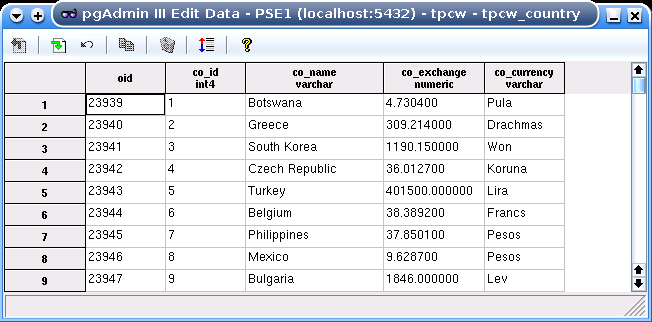 pgAdmin III Edit Data - PSE1 (localhost:5432) - tpcw - tpcw_country
oid co_id co_name co_exchange co_currency
int4 varchar numeric varchar
1 23939 1 Botswana 4.730400 Pula
2 23940 2 Greece 309.214000 Drachmas
3 23941 3 South Korea 1190.150000 Won
4 23942 4 Czech Republic 36.012700 Koruna
5 23943 5 Turkey 401500.000000 Lira
6 23944 6 Belgium 38.389200 Francs
7 23945 7 Philippines 37.850100 Pesos
8 23946 8 Mexico 9.628700 Pesos
9 23947 9 Bulgaria 1846.000000 Lev